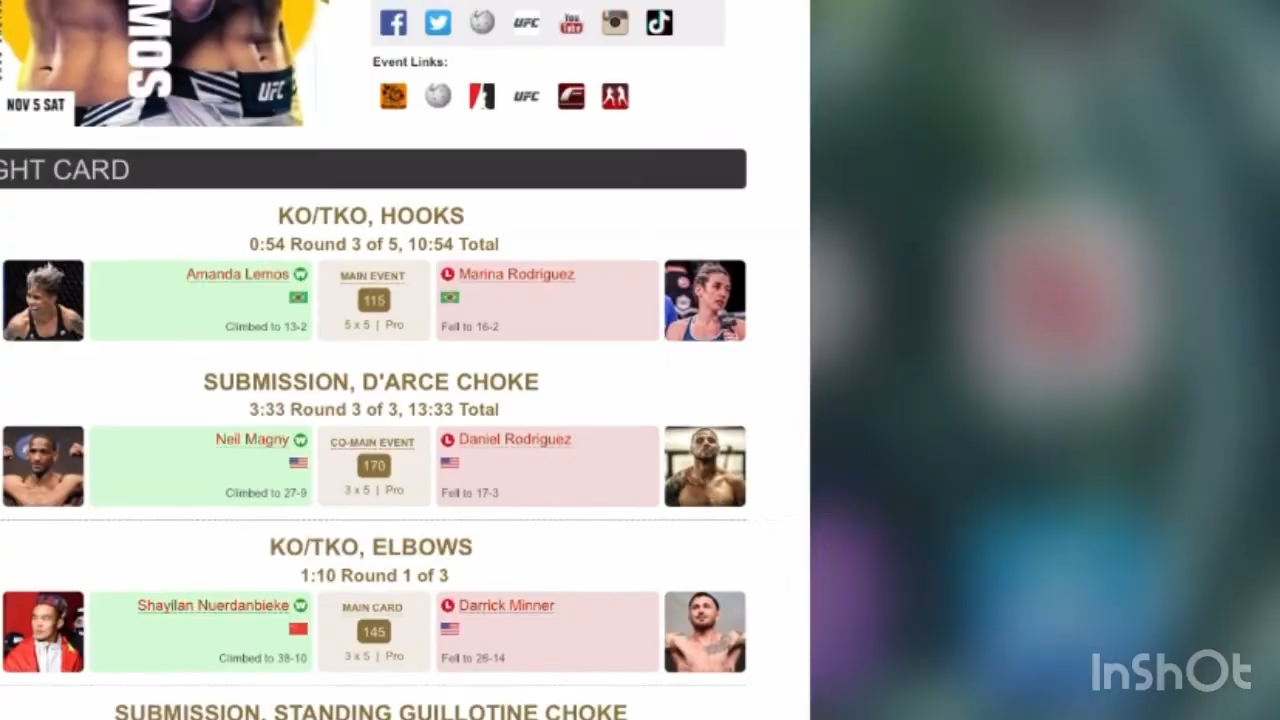 MOS
UFC
NOV 5 SAT
UFC
You
Tube
Event Links:
UFC
GHT CARD
KO/TKO, HOOKS
0:54 Round 3 of 5, 10:54 Total
Amanda Lemos W
MAIN EVENT
L Marina Rodriguez
115
Climbed to 13-2
5 x 5 | Pro
Fell to 16-2
SUBMISSION, D'ARCE CHOKE
3:33 Round 3 of 3, 13:33 Total
Neil Magny W
CO-MAIN EVENT
L Daniel Rodriguez
170
Climbed to 27-9
3 x 5 | Pro
Fell to 17-3
KO/TKO, ELBOWS
1:10 Round 1 of 3
Shayilan Nuerdanbieke W
MAIN CARD
L Darrick Minner
145
Climbed to 38-10
3 x 5 | Pro
Fell to 26-14
SUBMISSION, STANDING GUILLOTINE CHOKE
InShOt